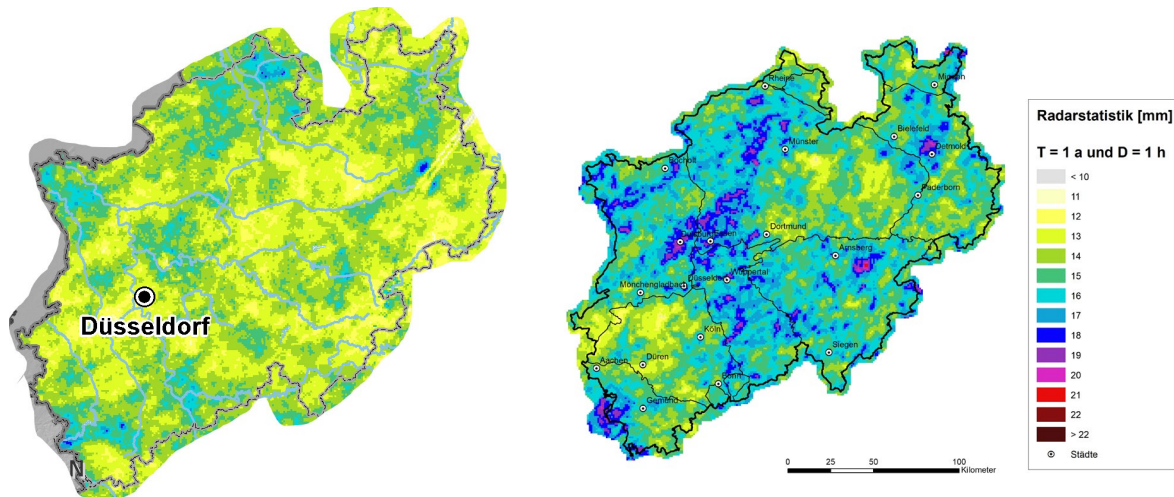 Düsseldorf
N
Rheine
Minden
Bielefeld
Münster
Detmold
Bocholt
Paderborn
Dortmund
Arnsberg
Wuppertal
Düsseldorf
Mönchengladbach
Köln
Siegen
Aachen
Düren
Bonn
Gemünd
0 25 50 100
Kilometer
Radarstatistik [mm]
T = 1 a und D = 1 h
< 10
11
12
13
14
15
16
17
18
19
20
21
22
> 22
Städte